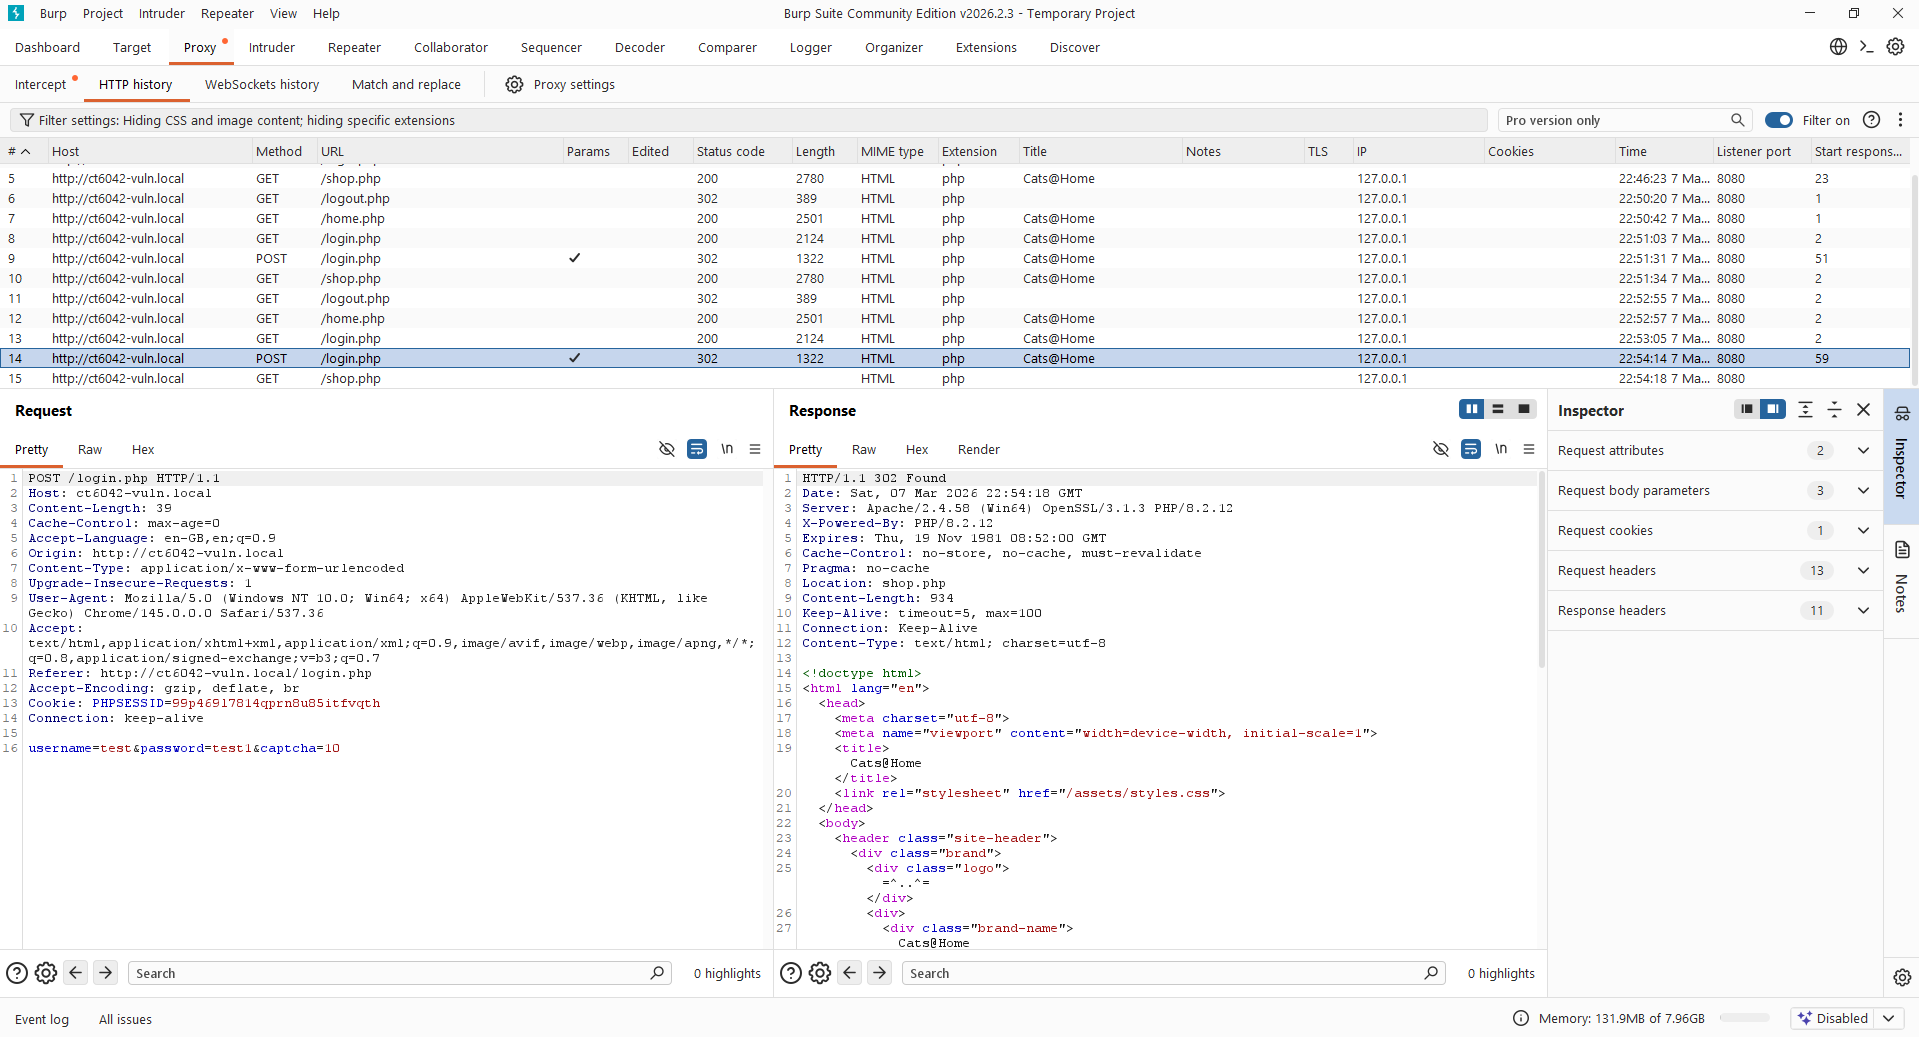 Burp Project Intruder Repeater View Help Burp Suite Community Edition v2026.2.3 - Temporary Project
Dashboard Target Proxy Intruder Repeater Collaborator Sequencer Decoder Comparer Logger Organizer Extensions Discover
Intercept HTTP history WebSockets history Match and replace Proxy settings
Filter settings: Hiding CSS and image content; hiding specific extensions Pro version only Filter on
# Host Method URL Params Edited Status code Length MIME type Extension Title Notes TLS IP Cookies Time Listener port Start respons...
5 http://ct6042-vuln.local GET /shop.php 200 2780 HTML php Cats@Home 127.0.0.1 22:46:23 7 Ma... 8080 23
6 http://ct6042-vuln.local GET /logout.php 302 389 HTML php 127.0.0.1 22:50:20 7 Ma... 8080 1
7 http://ct6042-vuln.local GET /home.php 200 2501 HTML php Cats@Home 127.0.0.1 22:50:42 7 Ma... 8080 1
8 http://ct6042-vuln.local GET /login.php 200 2124 HTML php Cats@Home 127.0.0.1 22:51:03 7 Ma... 8080 2
9 http://ct6042-vuln.local POST /login.php ✓ 302 1322 HTML php Cats@Home 127.0.0.1 22:51:31 7 Ma... 8080 51
10 http://ct6042-vuln.local GET /shop.php 200 2780 HTML php Cats@Home 127.0.0.1 22:51:34 7 Ma... 8080 2
11 http://ct6042-vuln.local GET /logout.php 302 389 HTML php 127.0.0.1 22:52:55 7 Ma... 8080 2
12 http://ct6042-vuln.local GET /home.php 200 2501 HTML php Cats@Home 127.0.0.1 22:52:57 7 Ma... 8080 2
13 http://ct6042-vuln.local GET /login.php 200 2124 HTML php Cats@Home 127.0.0.1 22:53:05 7 Ma... 8080 2
14 http://ct6042-vuln.local POST /login.php ✓ 302 1322 HTML php Cats@Home 127.0.0.1 22:54:14 7 Ma... 8080 59
15 http://ct6042-vuln.local GET /shop.php HTML php 127.0.0.1 22:54:18 7 Ma... 8080
Request
Pretty Raw Hex \n
1 POST /login.php HTTP/1.1
2 Host: ct6042-vuln.local
3 Content-Length: 39
4 Cache-Control: max-age=0
5 Accept-Language: en-GB,en;q=0.9
6 Origin: http://ct6042-vuln.local
7 Content-Type: application/x-www-form-urlencoded
8 Upgrade-Insecure-Requests: 1
9 User-Agent: Mozilla/5.0 (Windows NT 10.0; Win64; x64) AppleWebKit/537.36 (KHTML, like
Gecko) Chrome/145.0.0.0 Safari/537.36
10 Accept:
text/html,application/xhtml+xml,application/xml;q=0.9,image/avif,image/webp,image/apng,*/*;
q=0.8,application/signed-exchange;v=b3;q=0.7
11 Referer: http://ct6042-vuln.local/login.php
12 Accept-Encoding: gzip, deflate, br
13 Cookie: PHPSESSID=99p46917814qprn8u85itfvqth
14 Connection: keep-alive
15
16 username=test&password=test1&captcha=10
Search 0 highlights
Response
Pretty Raw Hex Render \n
1 HTTP/1.1 302 Found
2 Date: Sat, 07 Mar 2026 22:54:18 GMT
3 Server: Apache/2.4.58 (Win64) OpenSSL/3.1.3 PHP/8.2.12
4 X-Powered-By: PHP/8.2.12
5 Expires: Thu, 19 Nov 1981 08:52:00 GMT
6 Cache-Control: no-store, no-cache, must-revalidate
7 Pragma: no-cache
8 Location: shop.php
9 Content-Length: 934
10 Keep-Alive: timeout=5, max=100
11 Connection: Keep-Alive
12 Content-Type: text/html; charset=utf-8
13
14 <!doctype html>
15 <html lang="en">
16 <head>
17 <meta charset="utf-8">
18 <meta name="viewport" content="width=device-width, initial-scale=1">
19 <title>
Cats@Home
</title>
20 <link rel="stylesheet" href="/assets/styles.css">
21 </head>
22 <body>
23 <header class="site-header">
24 <div class="brand">
25 <div class="logo">
=^..^=
</div>
26 <div>
27 <div class="brand-name">
Cats@Home
Search 0 highlights
Inspector
Request attributes 2
Request body parameters 3
Request cookies 1
Request headers 13
Response headers 11
Inspector
Notes
Event log All issues Memory: 131.9MB of 7.96GB Disabled